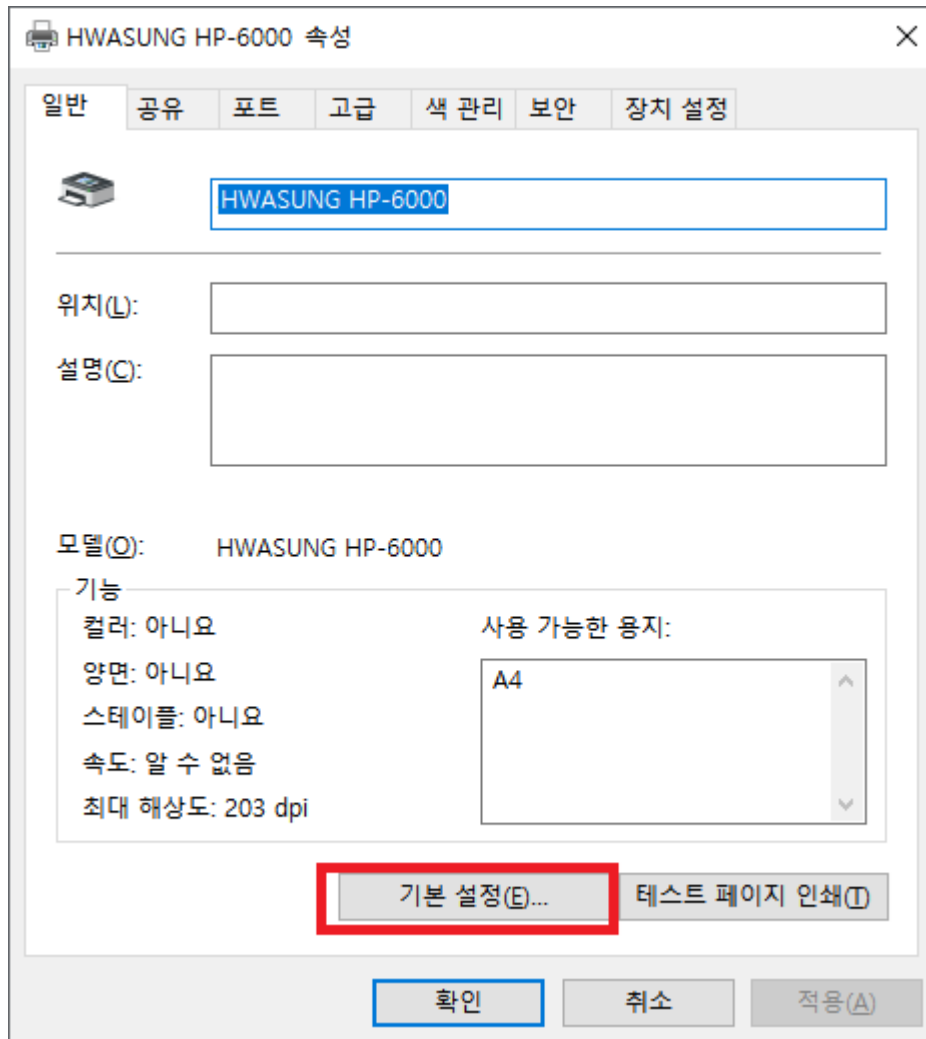 HWASUNG HP-6000 속성
일반 공유 포트 고급 색 관리 보안 장치 설정
HWASUNG HP-6000
위치(L):
설명(C):
모델(O): HWASUNG HP-6000
기능
컬러: 아니요
양면: 아니요
스테이플: 아니요
속도: 알 수 없음
최대 해상도: 203 dpi
사용 가능한 용지:
A4
기본 설정(E)... 테스트 페이지 인쇄(T)
확인 취소 적용(A)